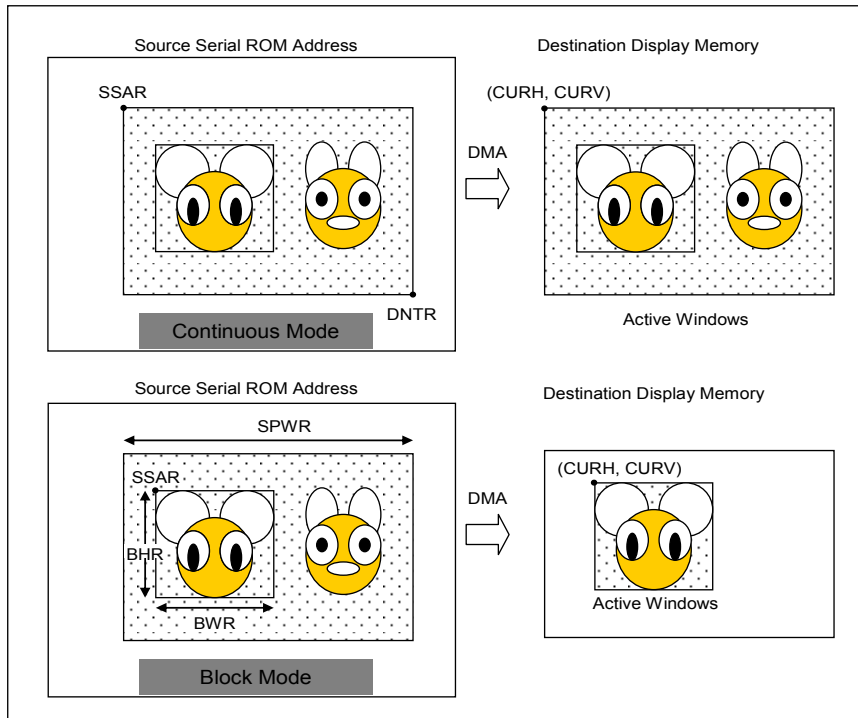 Source Serial ROM Address
Destination Display Memory
SSAR
(CURH, CURV)
DMA
DNTR
Continuous Mode
Active Windows
Source Serial ROM Address
Destination Display Memory
SPWR
SSAR
(CURH, CURV)
DMA
BHR
BWR
Active Windows
Block Mode